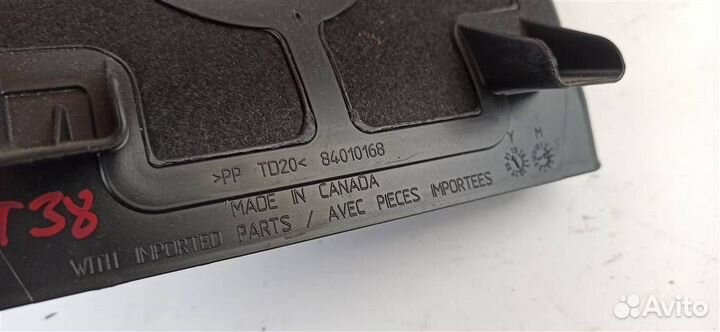 >PP TD20< 84010168
MADE IN CANADA
WITH IMPORTED PARTS / AVEC PIECES IMPORTEES
Y M
T38
Avito